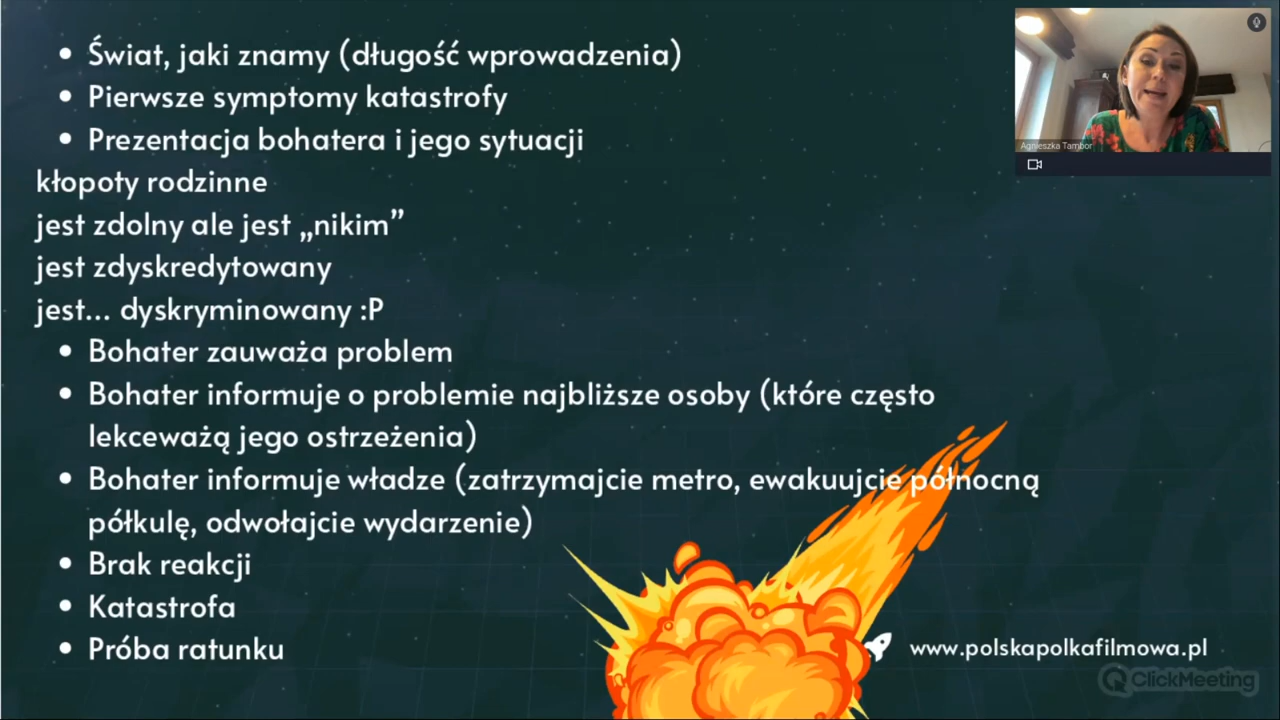 • Świat, jaki znamy (długość wprowadzenia)
• Pierwsze symptomy katastrofy
• Prezentacja bohatera i jego sytuacji
kłopoty rodzinne
jest zdolny ale jest „nikim”
jest zdyskredytowany
jest... dyskryminowany :P
• Bohater zauważa problem
• Bohater informuje o problemie najbliższe osoby (które często
lekceważą jego ostrzeżenia)
• Bohater informuje władze (zatrzymajcie metro, ewakuujcie północną
półkulę, odwołajcie wydarzenie)
• Brak reakcji
• Katastrofa
• Próba ratunku
Agnieszka Tambor
www.polskapolkafilmowa.pl
ClickMeeting